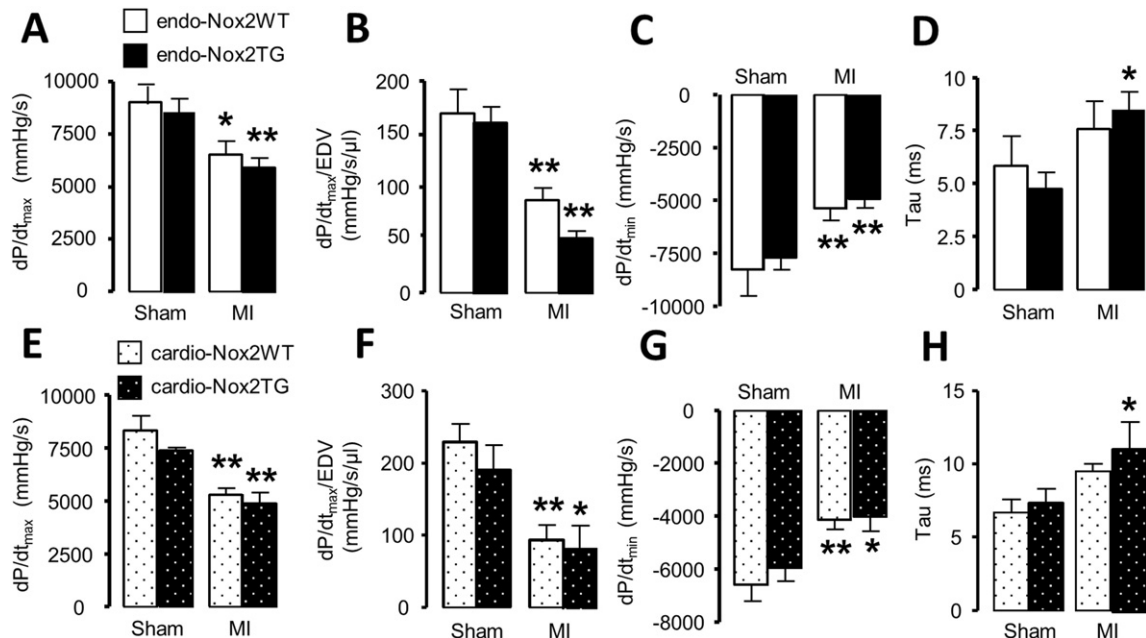 A
endo-Nox2WT
endo-Nox2TG
dP/dtmax (mmHg/s)
10000
7500
5000
2500
0
*
**
Sham
MI
B
dP/dtmax/EDV
(mmHg/s/µl)
200
150
100
50
0
**
**
Sham
MI
C
Sham
MI
dP/dtmin (mmHg/s)
0
-2500
-5000
-7500
-10000
**
**
D
Tau (ms)
10
7.5
5.0
2.5
0
*
Sham
MI
E
cardio-Nox2WT
cardio-Nox2TG
dP/dtmax (mmHg/s)
10000
7500
5000
2500
0
**
**
Sham
MI
F
dP/dtmax/EDV
(mmHg/s/µl)
300
200
100
0
**
*
Sham
MI
G
Sham
MI
dP/dtmin (mmHg/s)
0
-2000
-4000
-6000
-8000
**
*
H
Tau (ms)
15
10
5
0
*
Sham
MI